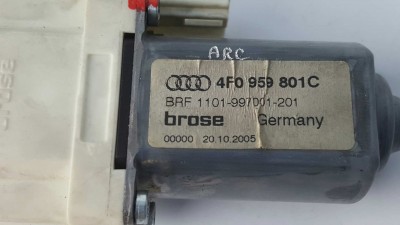 ARC
4F0 959 801C
BRF 1101-997001-201
brose Germany
00000 20.10.2005
brose